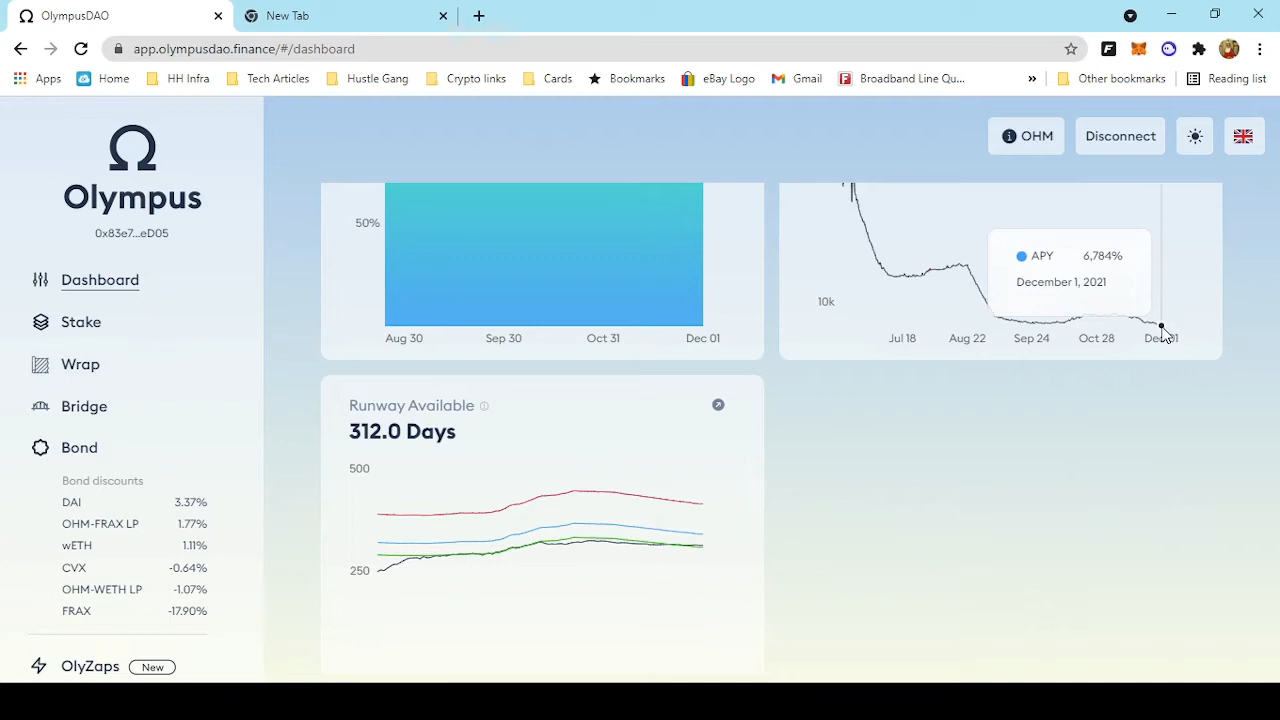 OlympusDAO
New Tab
app.olympusdao.finance/#/dashboard
Apps
Home
HH Infra
Tech Articles
Hustle Gang
Crypto links
Cards
Bookmarks
eBay Logo
Gmail
Broadband Line Qu...
»
Other bookmarks
Reading list
Olympus
0x83e7...eD05
OHM
Disconnect
Dashboard
Stake
Wrap
Bridge
Bond
Bond discounts
DAI 3.37%
OHM-FRAX LP 1.77%
wETH 1.11%
CVX -0.64%
OHM-WETH LP -1.07%
FRAX -17.90%
OlyZaps New
50%
Aug 30 Sep 30 Oct 31 Dec 01
10k
APY 6,784%
December 1, 2021
Jul 18 Aug 22 Sep 24 Oct 28 Dec 01
Runway Available
312.0 Days
500
250